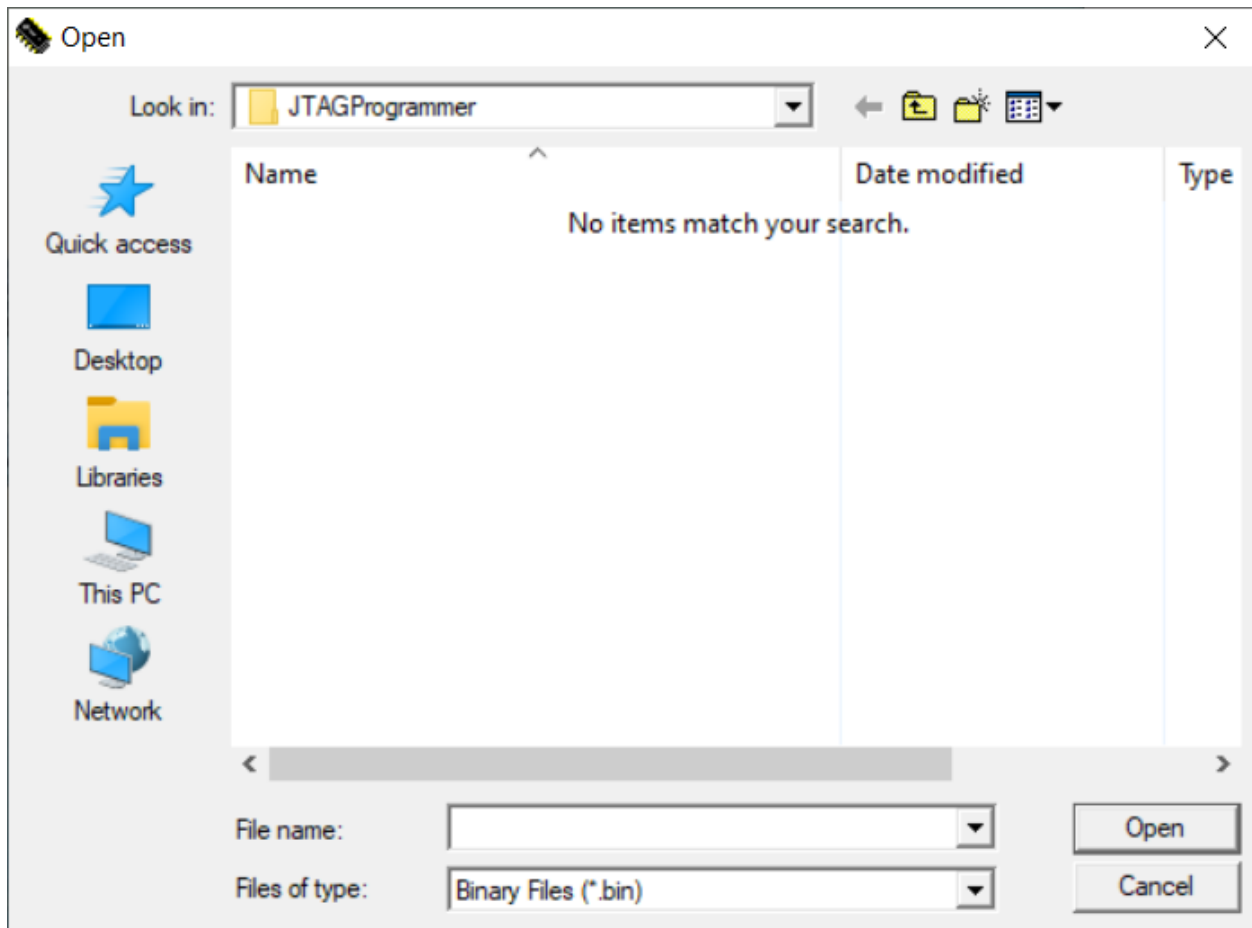 Open
Look in: JTAGProgrammer
Name Date modified Type
No items match your search.
Quick access
Desktop
Libraries
This PC
Network
File name: Open
Files of type: Binary Files (*.bin) Cancel